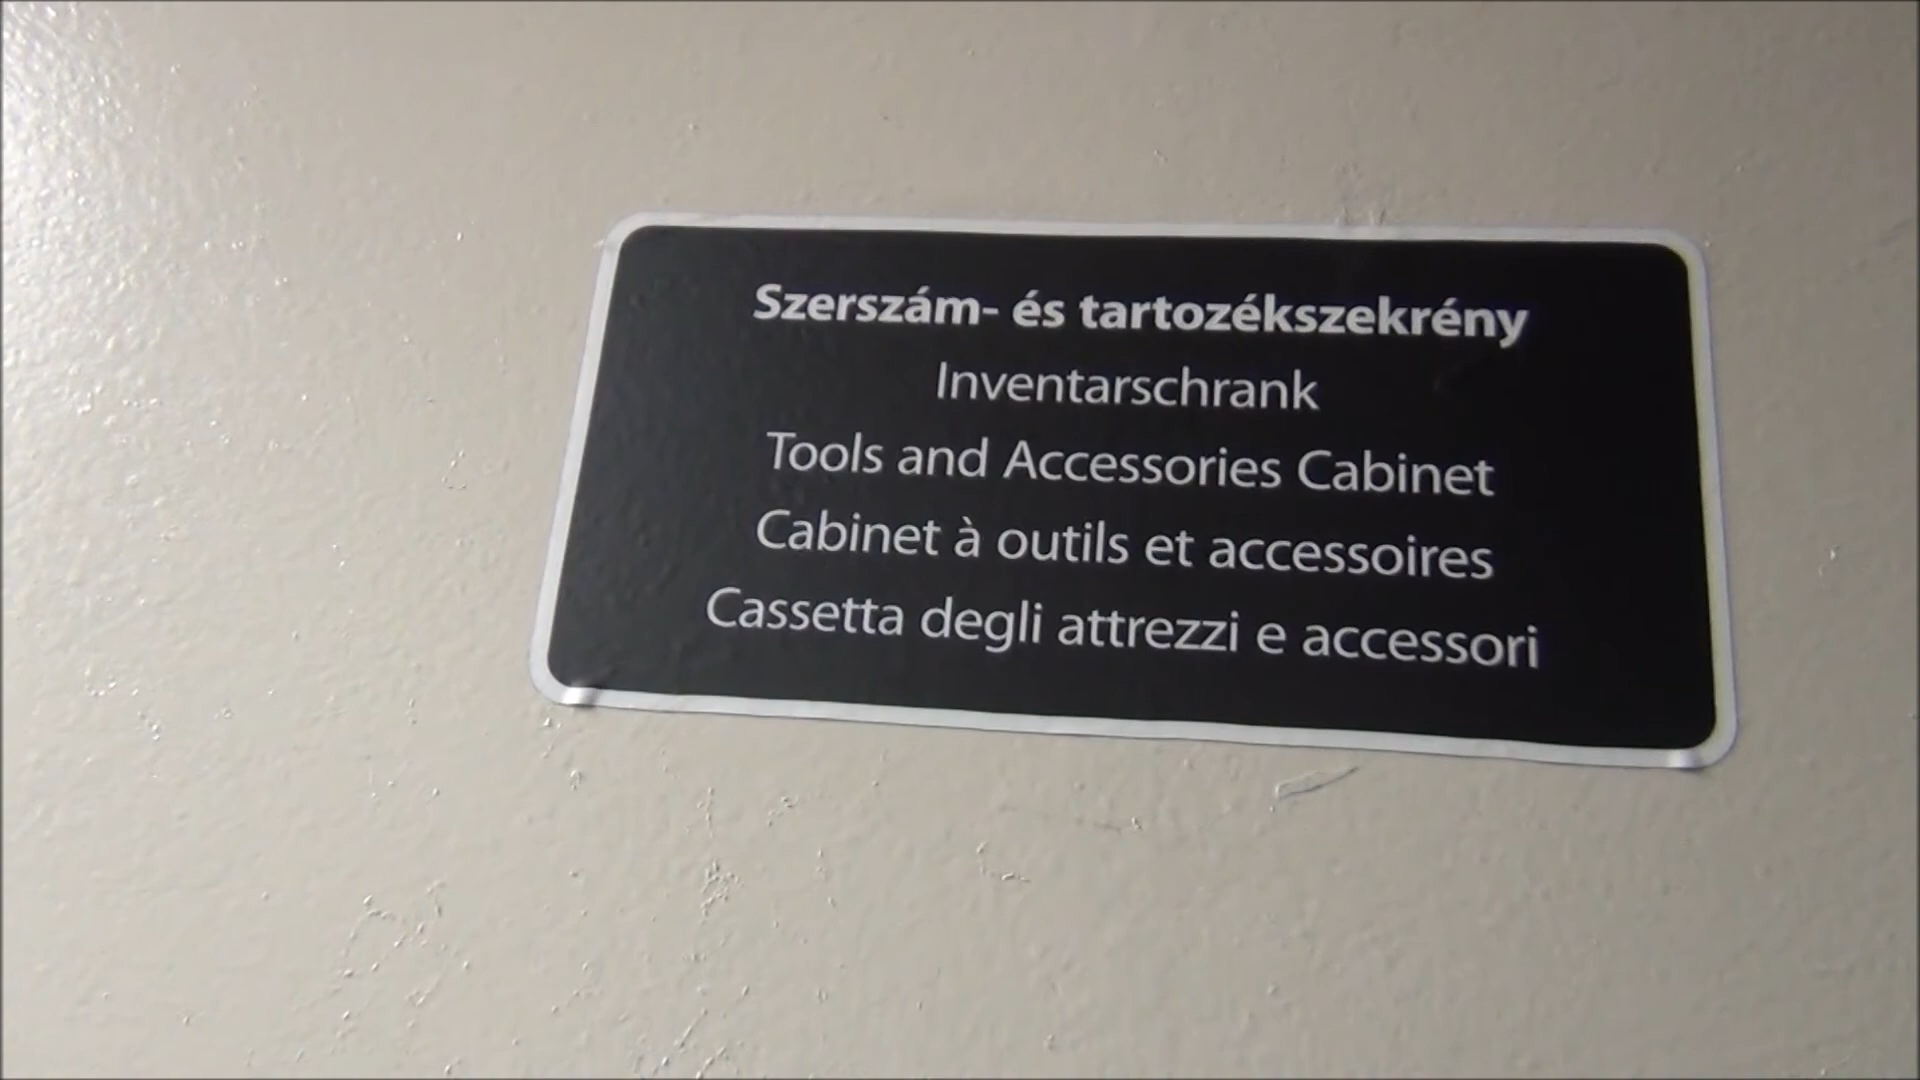 Szerszám- és tartozékszekrény
Inventarschrank
Tools and Accessories Cabinet
Cabinet à outils et accessoires
Cassetta degli attrezzi e accessori